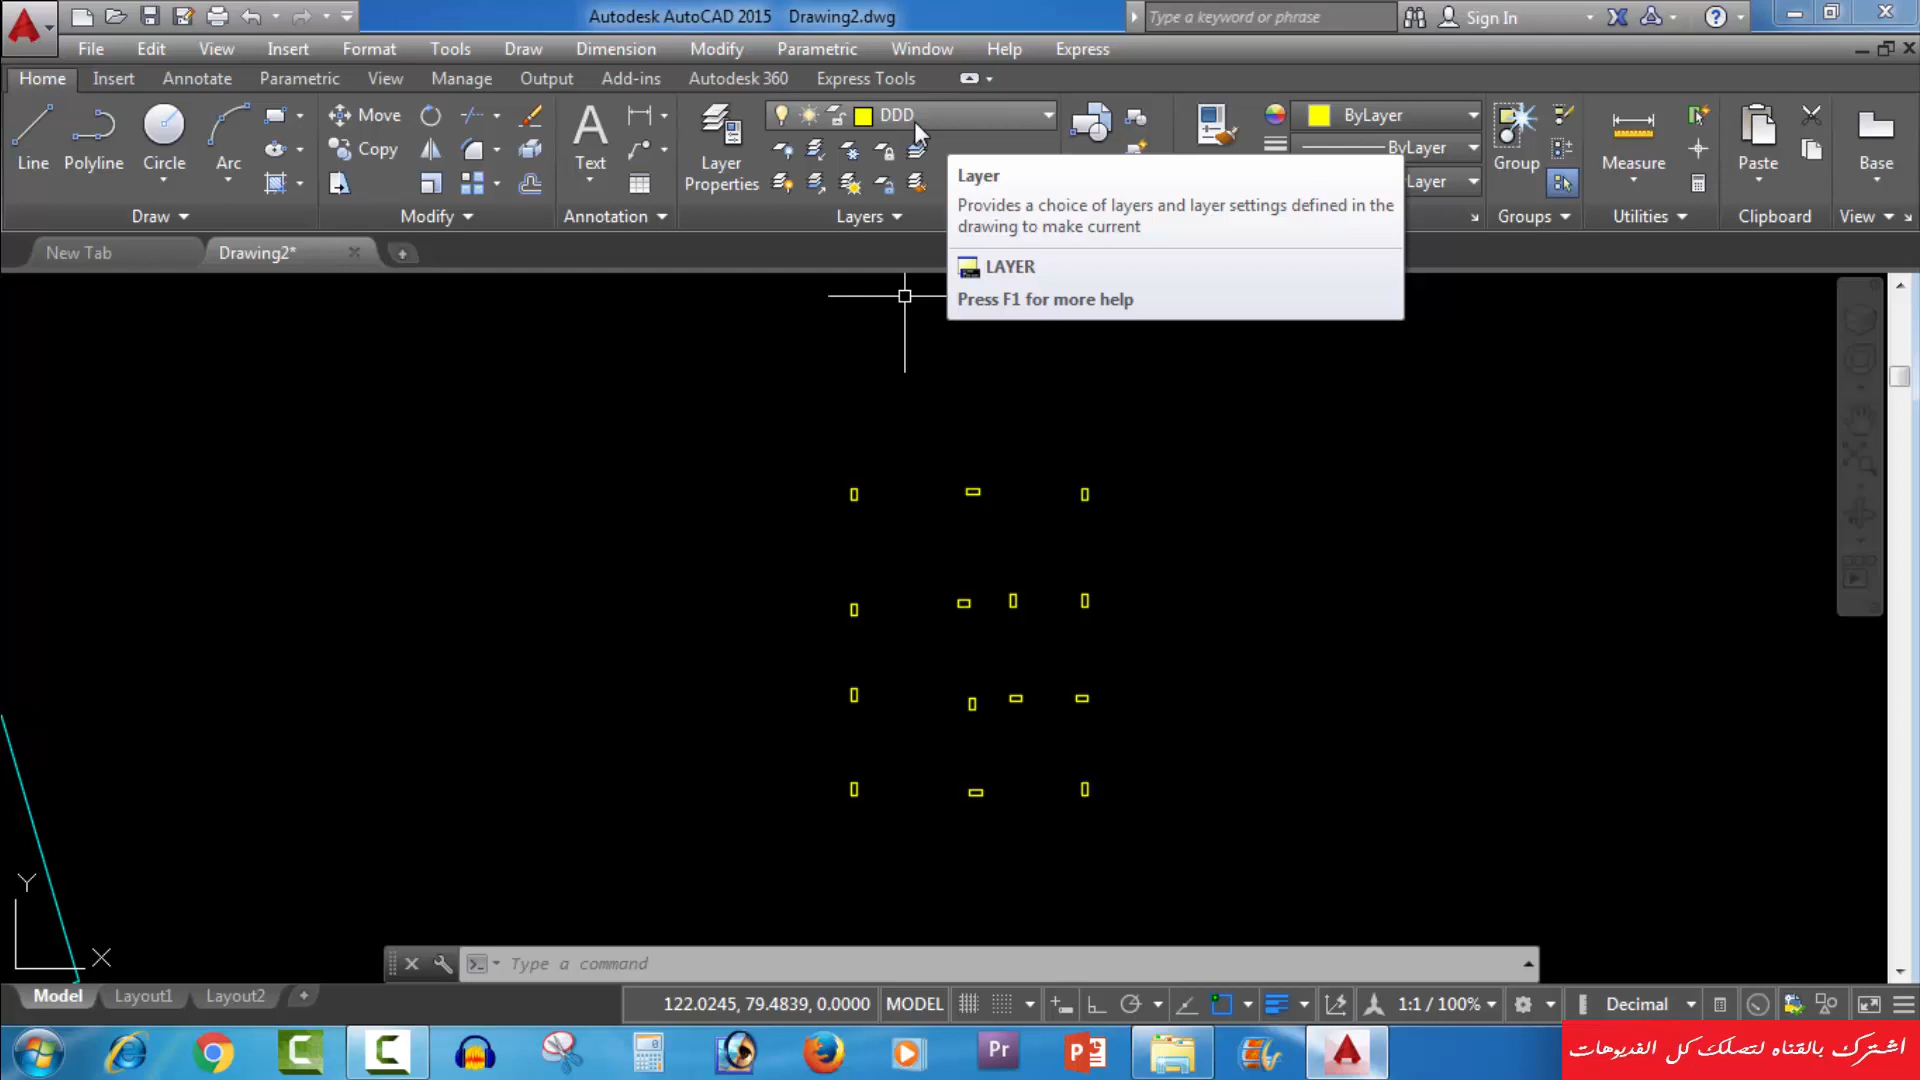 Autodesk AutoCAD 2015 Drawing2.dwg
Type a keyword or phrase
Sign In
File Edit View Insert Format Tools Draw Dimension Modify Parametric Window Help Express
Home Insert Annotate Parametric View Manage Output Add-ins Autodesk 360 Express Tools
Line Polyline Circle Arc
Move
Copy
Text
Layer Properties
DDD
ByLayer
ByLayer
Layer
Group Measure Paste Base
Draw Modify Annotation Layers Groups Utilities Clipboard View
Layer
Provides a choice of layers and layer settings defined in the
drawing to make current
LAYER
Press F1 for more help
New Tab Drawing2*
Y
X
Type a command
Model Layout1 Layout2
122.0245, 79.4839, 0.0000 MODEL 1:1 / 100% Decimal
Pr
اشترك بالقناه لتصلك كل الفديوهات